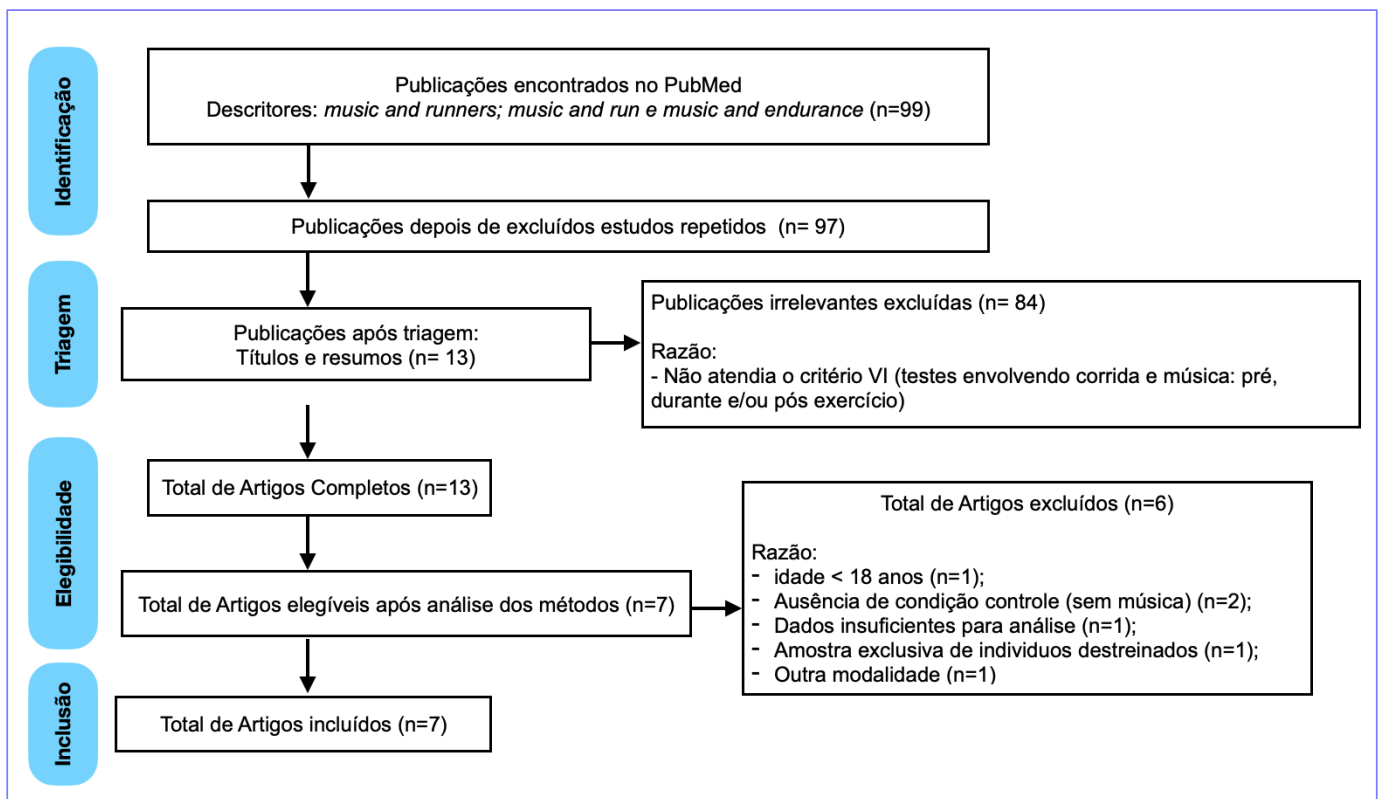 Identificação
Publicações encontrados no PubMed
Descritores: music and runners; music and run e music and endurance (n=99)
Publicações depois de excluídos estudos repetidos (n= 97)
Triagem
Publicações após triagem:
Títulos e resumos (n= 13)
Publicações irrelevantes excluídas (n= 84)
Razão:
- Não atendia o critério VI (testes envolvendo corrida e música: pré,
durante e/ou pós exercício)
Elegibilidade
Total de Artigos Completos (n=13)
Total de Artigos elegíveis após análise dos métodos (n=7)
Total de Artigos excluídos (n=6)
Razão:
- idade < 18 anos (n=1);
- Ausência de condição controle (sem música) (n=2);
- Dados insuficientes para análise (n=1);
- Amostra exclusiva de individuos destreinados (n=1);
- Outra modalidade (n=1)
Inclusão
Total de Artigos incluídos (n=7)